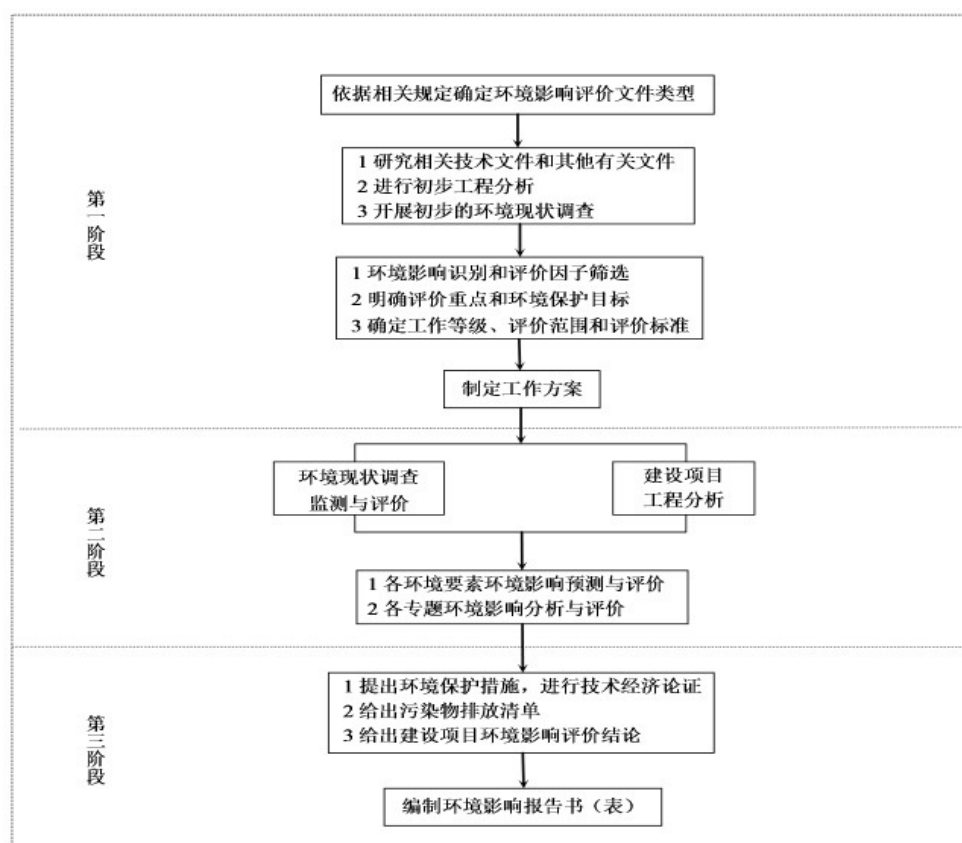 依据相关规定确定环境影响评价文件类型
1 研究相关技术文件和其他有关文件
2 进行初步工程分析
3 开展初步的环境现状调查
第一阶段
1 环境影响识别和评价因子筛选
2 明确评价重点和环境保护目标
3 确定工作等级、评价范围和评价标准
制定工作方案
环境现状调查
监测与评价
建设项目
工程分析
第二阶段
1 各环境要素环境影响预测与评价
2 各专题环境影响分析与评价
1 提出环境保护措施，进行技术经济论证
2 给出污染物排放清单
3 给出建设项目环境影响评价结论
第三阶段
编制环境影响报告书（表）